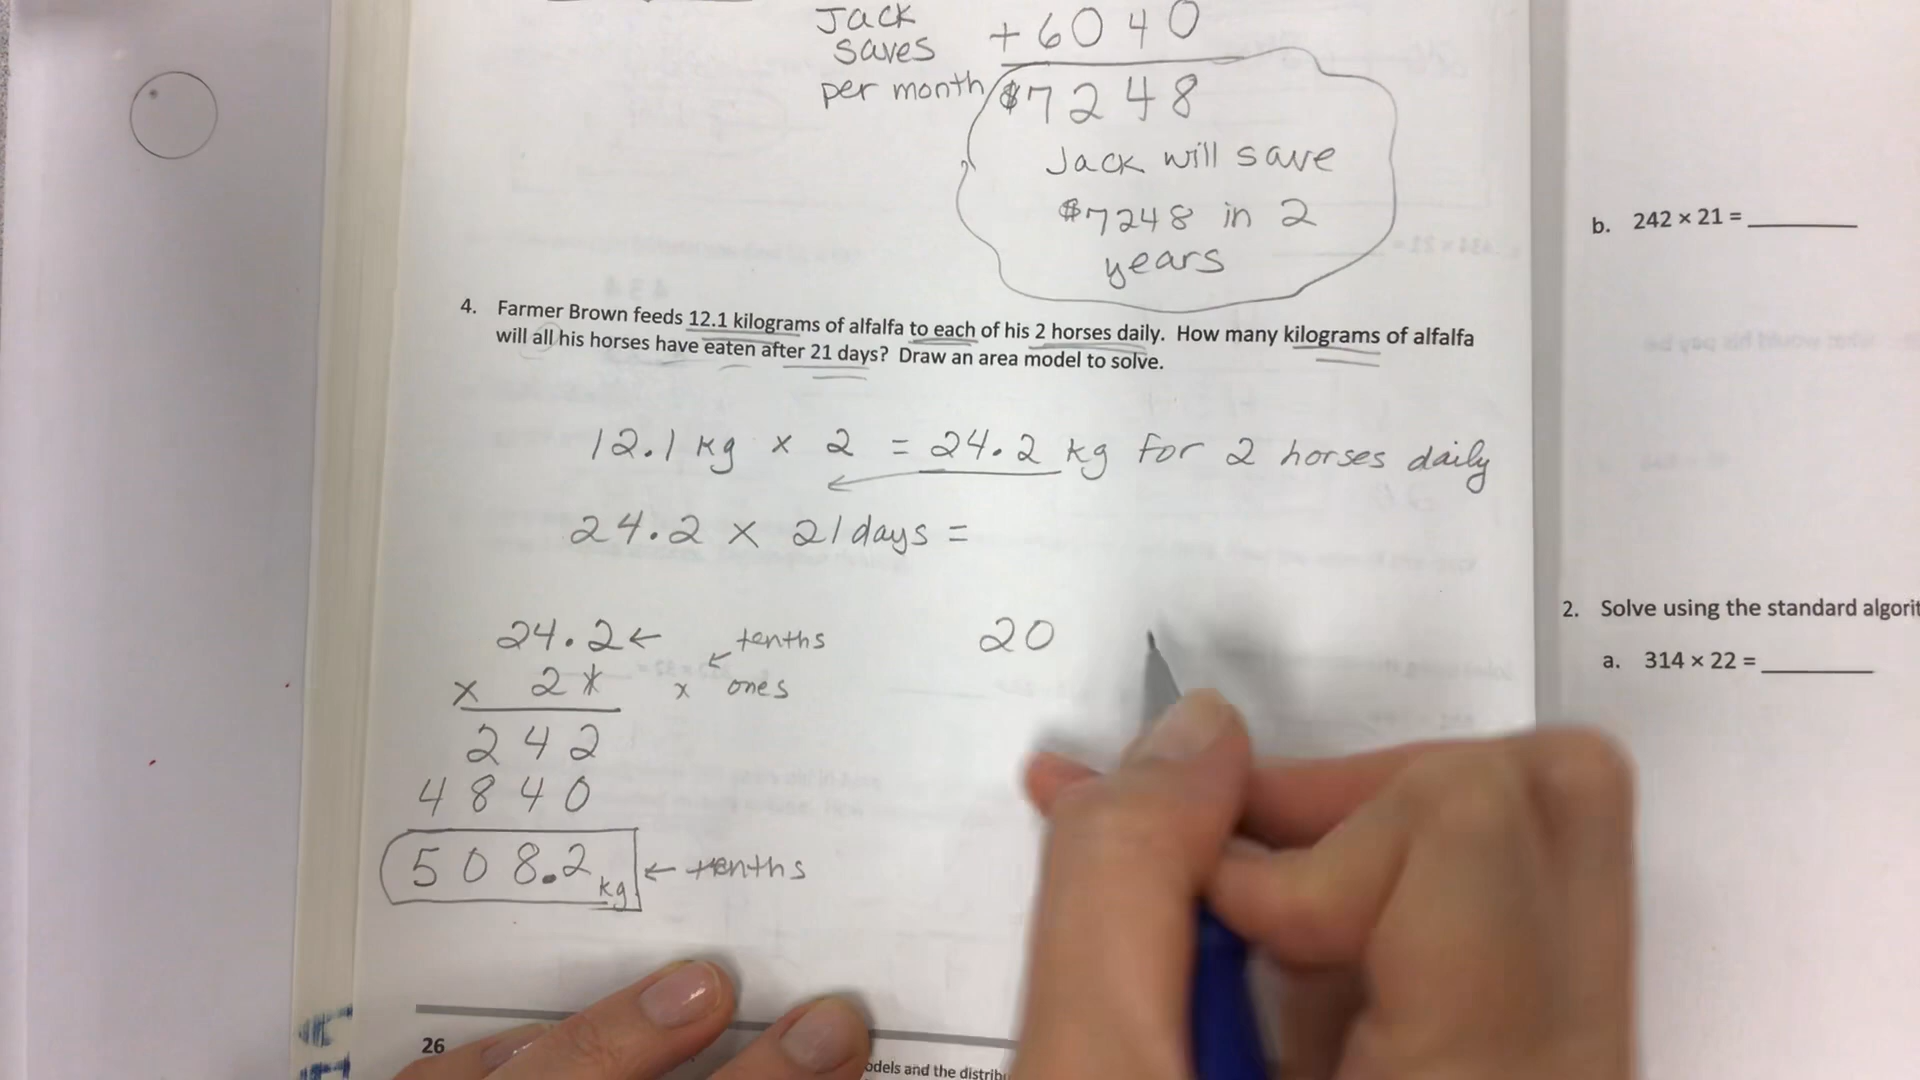 Jack
saves
per month
+ 6040
$7248
Jack will save
$7248 in 2
years
4. Farmer Brown feeds 12.1 kilograms of alfalfa to each of his 2 horses daily. How many kilograms of alfalfa
will all his horses have eaten after 21 days? Draw an area model to solve.
12.1 kg x 2 = 24.2 kg for 2 horses daily
24.2 x 21 days =
24.2 ← tenths
x 21 x ones
242
4840
508.2 kg ← tenths
20
26
odels and the distrib
b. 242 × 21 =
2. Solve using the standard algorit
a. 314 × 22 =